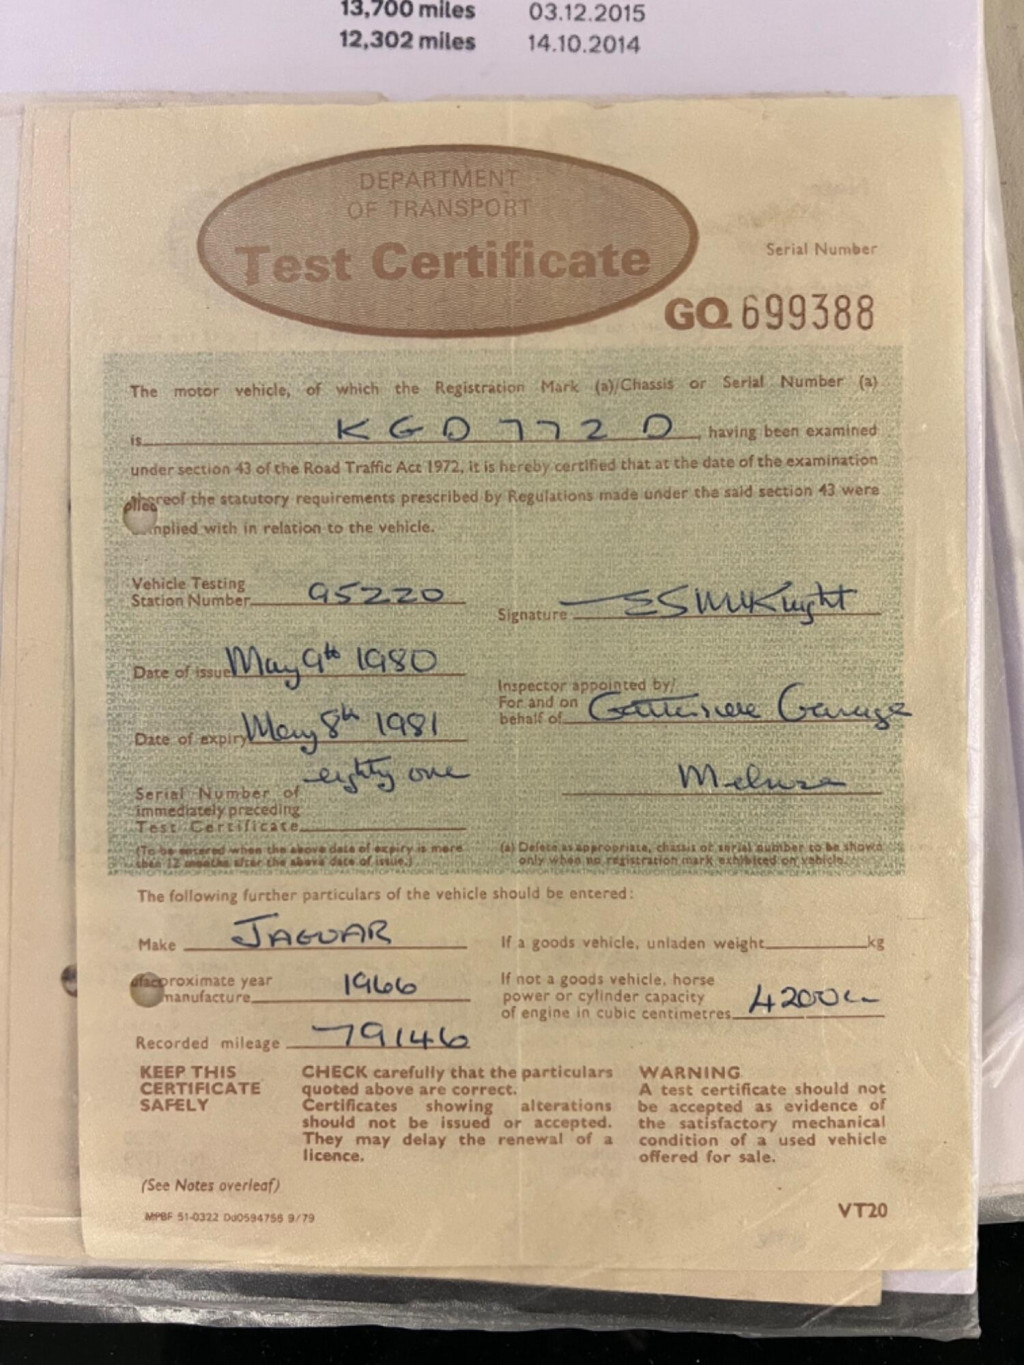 13,700 miles 03.12.2015
12,302 miles 14.10.2014
DEPARTMENT
OF TRANSPORT
Test Certificate
Serial Number
GQ 699388
The motor vehicle, of which the Registration Mark (a)/Chassis or Serial Number (a)
is KGD 772 D, having been examined
under section 43 of the Road Traffic Act 1972, it is hereby certified that at the date of the examination
thereof the statutory requirements prescribed by Regulations made under the said section 43 were
mplied with in relation to the vehicle.
Vehicle Testing
Station Number 95220
Signature ESMcKnight
Date of issue May 9th 1980
Inspector appointed by/
For and on
behalf of Garage
Date of expiry May 8th 1981
eighty one
Serial Number of
immediately preceding
Test Certificate
(To be entered when the above date of expiry is more
than 12 months after the above date of issue.)
(a) Delete as appropriate, chassis or serial number to be shown
only when no registration mark exhibited on vehicle.
The following further particulars of the vehicle should be entered:
Make JAGUAR
If a goods vehicle, unladen weight kg
approximate year
manufacture 1966
If not a goods vehicle, horse
power or cylinder capacity
of engine in cubic centimetres 4200cc
Recorded mileage 79146
KEEP THIS
CERTIFICATE
SAFELY
CHECK carefully that the particulars
quoted above are correct.
Certificates showing alterations
should not be issued or accepted.
They may delay the renewal of a
licence.
WARNING
A test certificate should not
be accepted as evidence of
the satisfactory mechanical
condition of a used vehicle
offered for sale.
(See Notes overleaf)
MPBF 51-0322 Dd0594756 9/79
VT20